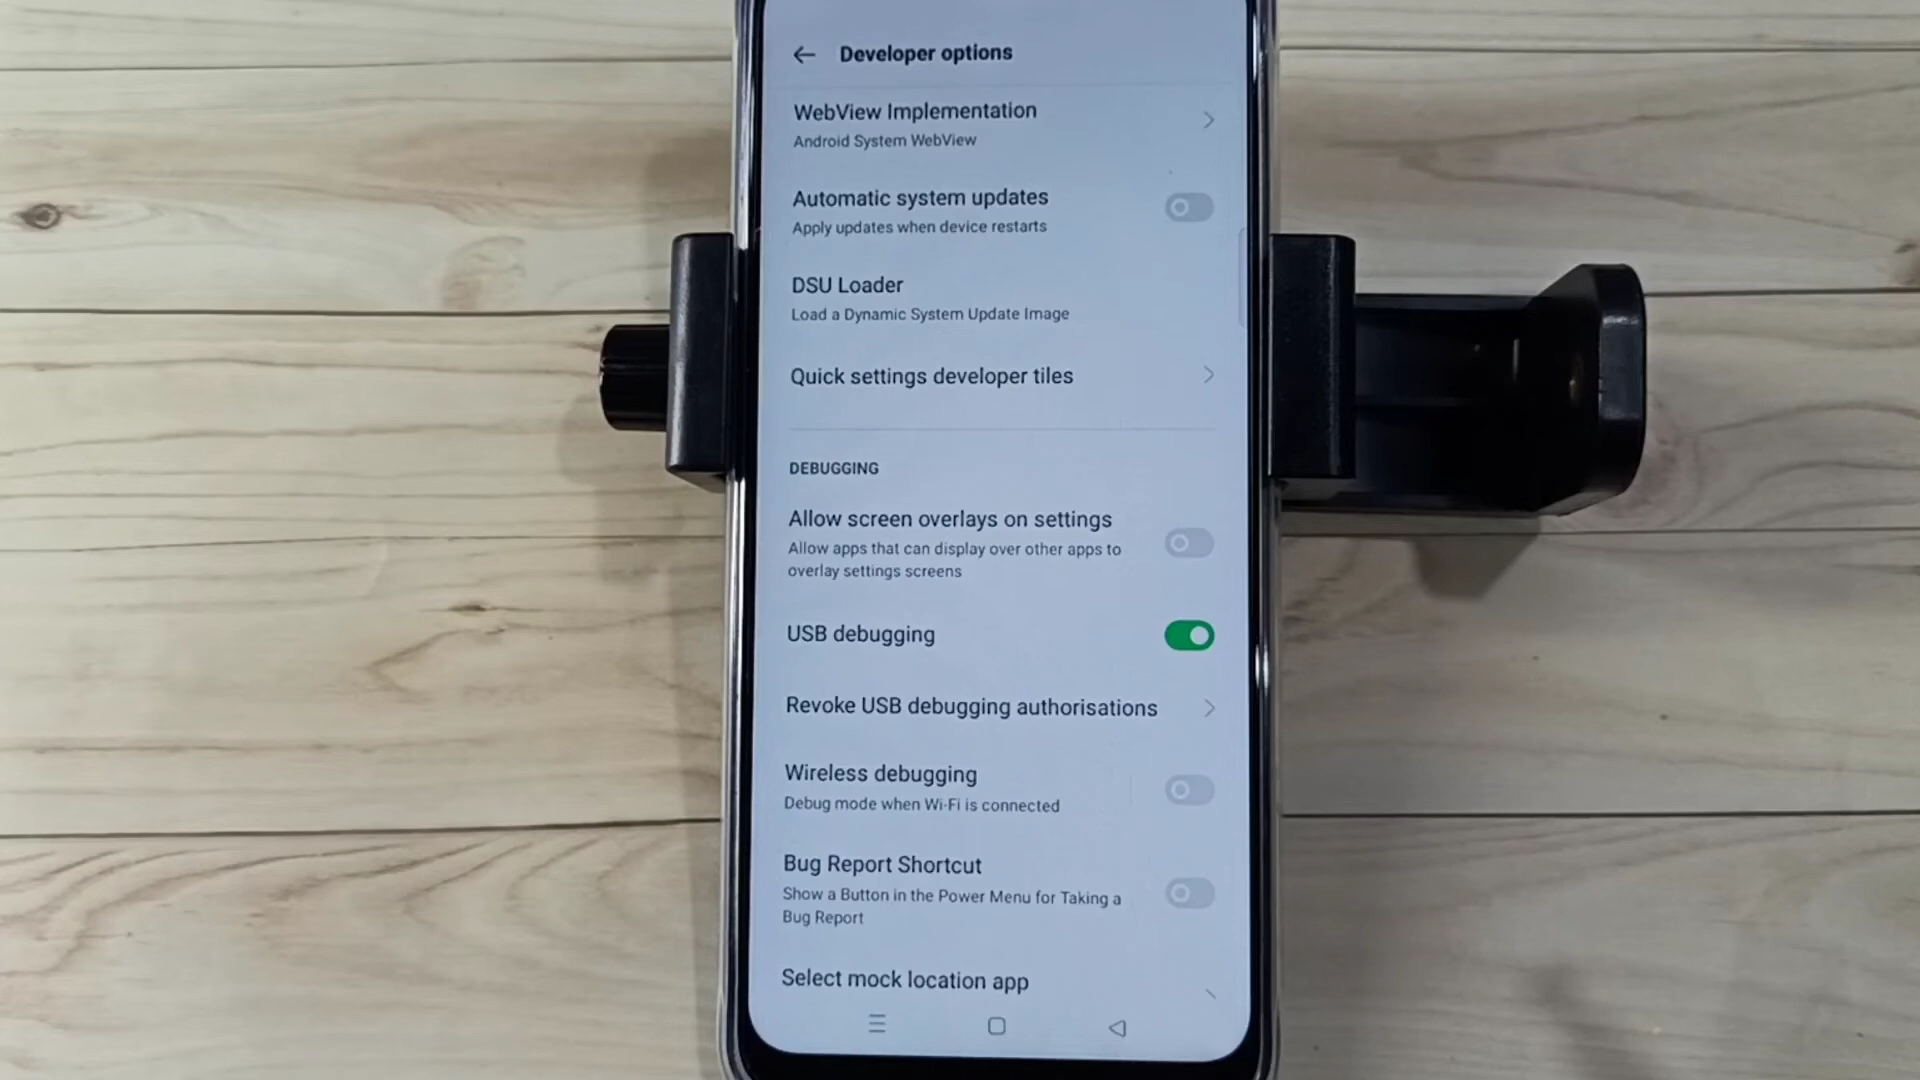 Developer options
WebView Implementation
Android System WebView
Automatic system updates
Apply updates when device restarts
DSU Loader
Load a Dynamic System Update Image
Quick settings developer tiles
DEBUGGING
Allow screen overlays on settings
Allow apps that can display over other apps to
overlay settings screens
USB debugging
Revoke USB debugging authorisations
Wireless debugging
Debug mode when Wi-Fi is connected
Bug Report Shortcut
Show a Button in the Power Menu for Taking a
Bug Report
Select mock location app